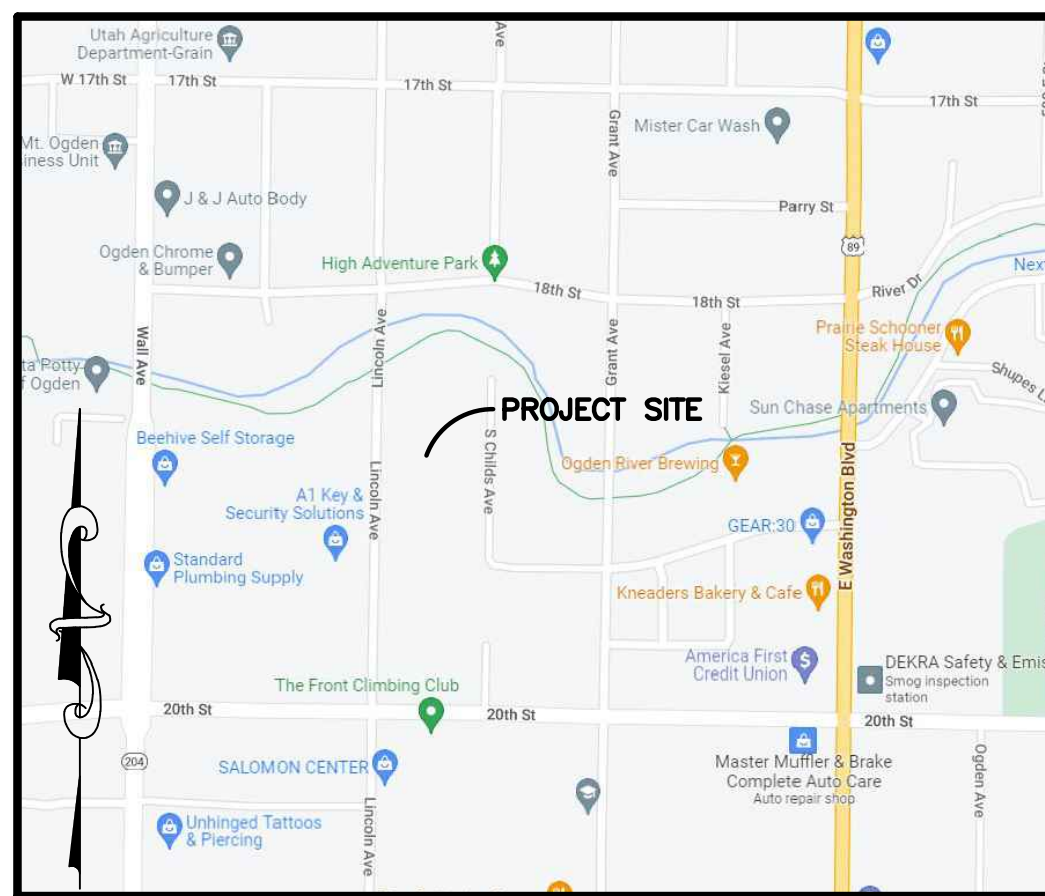 Utah Agriculture
Department-Grain
Ave
W 17th St
17th St
17th St
17th St
Mt. Ogden
iness Unit
Grant Ave
Mister Car Wash
J & J Auto Body
Parry St
Ogden Chrome
& Bumper
High Adventure Park
89
18th St
18th St
River Dr
Next
Wall Ave
Lincoln Ave
Grant Ave
Kiesel Ave
Prairie Schooner
Steak House
ta Potty
f Ogden
Shupes L
PROJECT SITE
Sun Chase Apartments
Beehive Self Storage
S Childs Ave
Ogden River Brewing
Lincoln Ave
A1 Key &
Security Solutions
E Washington Blvd
GEAR:30
Standard
Plumbing Supply
Kneaders Bakery & Cafe
America First
Credit Union
DEKRA Safety & Emis
Smog inspection
station
The Front Climbing Club
20th St
20th St
20th St
204
SALOMON CENTER
Master Muffler & Brake
Complete Auto Care
Auto repair shop
Ogden Ave
Lincoln Ave
Unhinged Tattoos
& Piercing